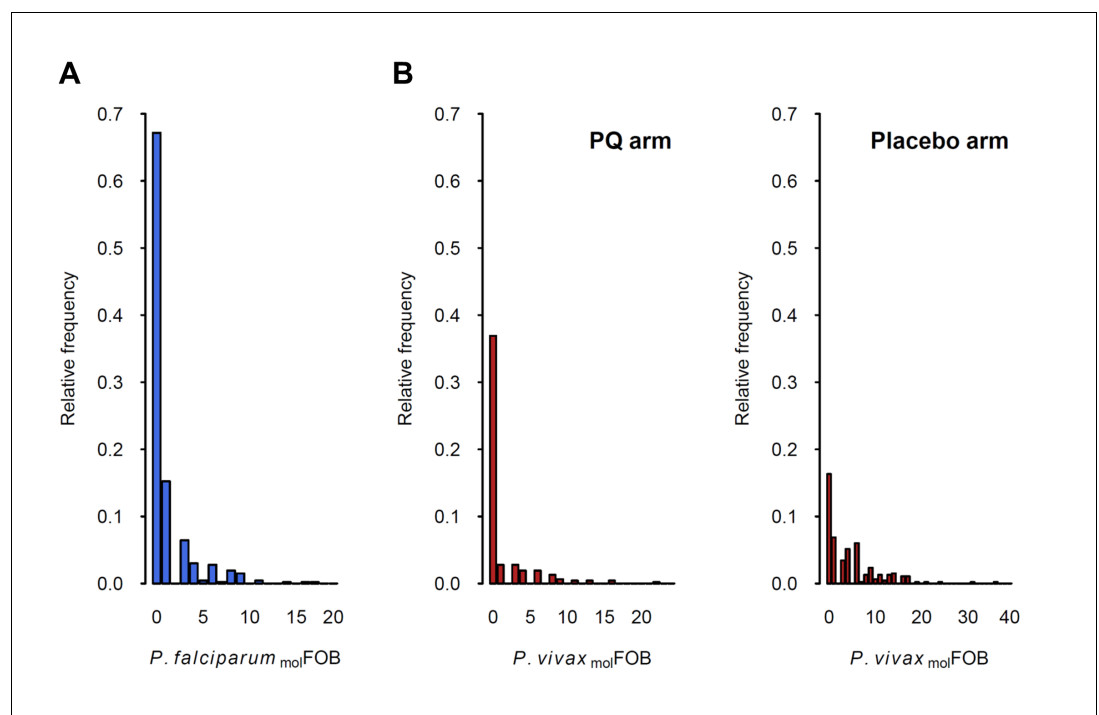 A
B
0.7
0.6
0.5
0.4
0.3
0.2
0.1
0.0
Relative frequency
0 5 10 15 20
P. falciparum molFOB
PQ arm
0.7
0.6
0.5
0.4
0.3
0.2
0.1
0.0
Relative frequency
0 5 10 15 20
P. vivax molFOB
Placebo arm
0.7
0.6
0.5
0.4
0.3
0.2
0.1
0.0
Relative frequency
0 10 20 30 40
P. vivax molFOB